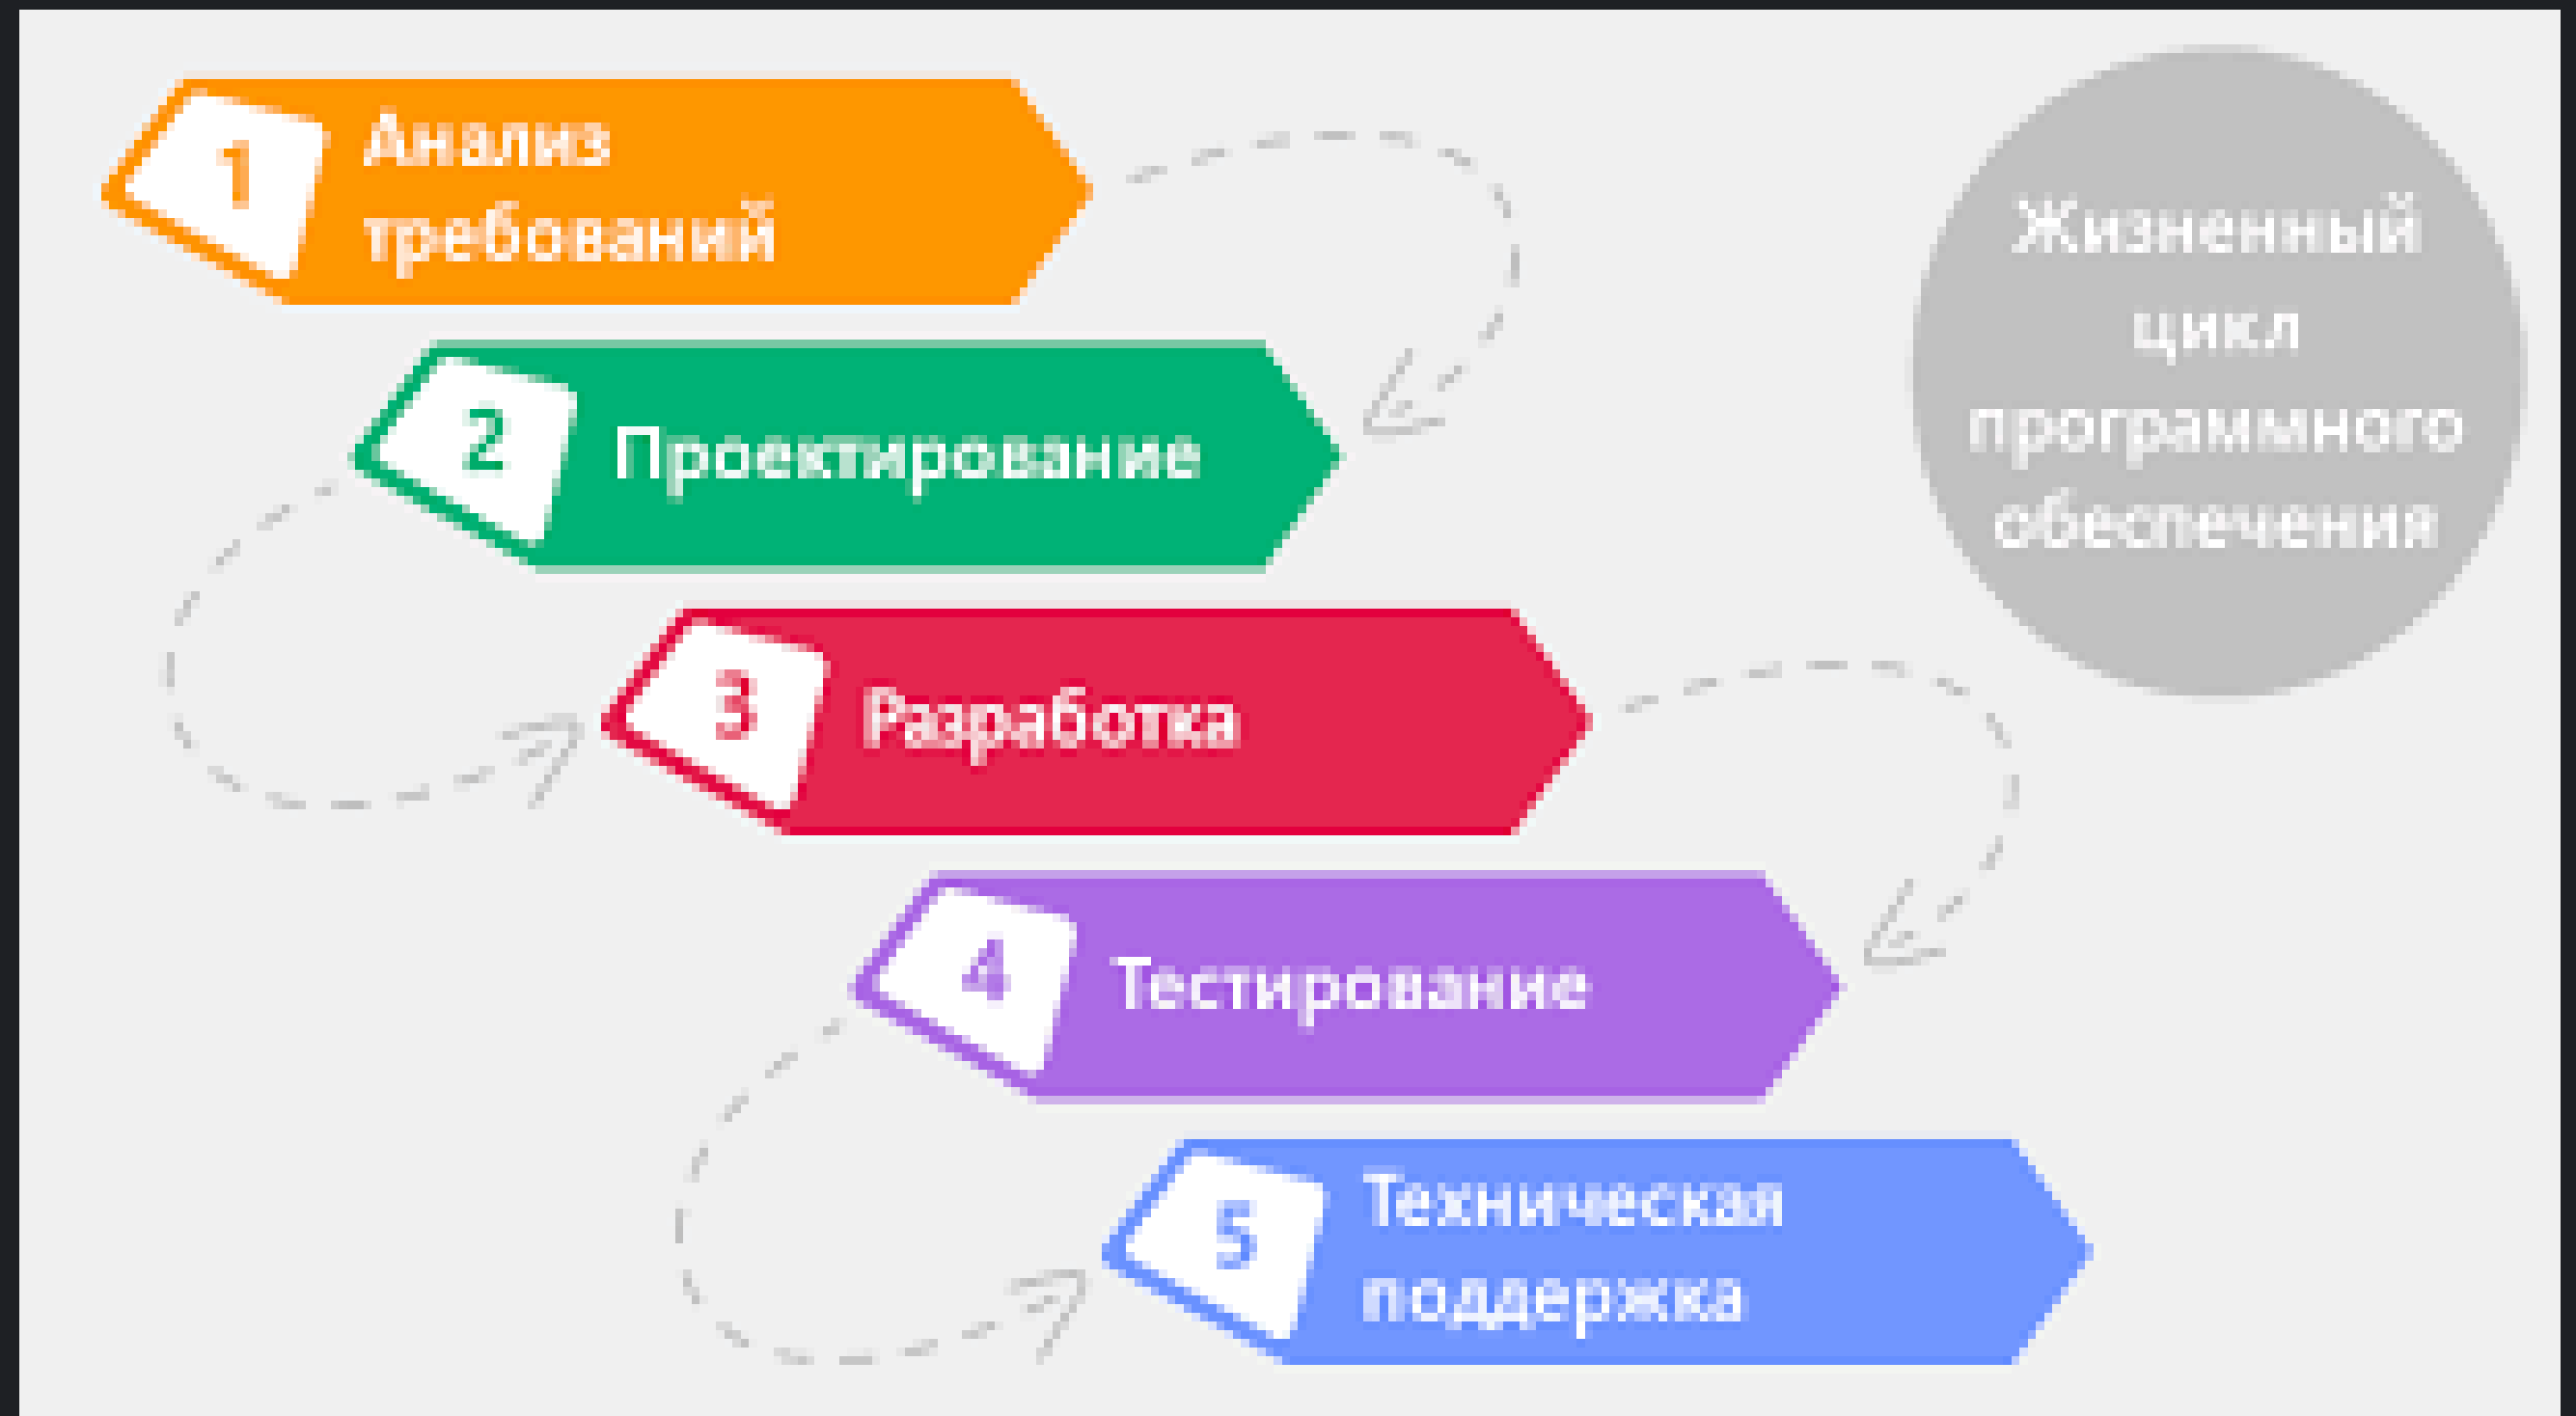 1
Анализ
требований
2
Проектирование
3
Разработка
4
Тестирование
5
Техническая
поддержка
Жизненный
цикл
программного
обеспечения